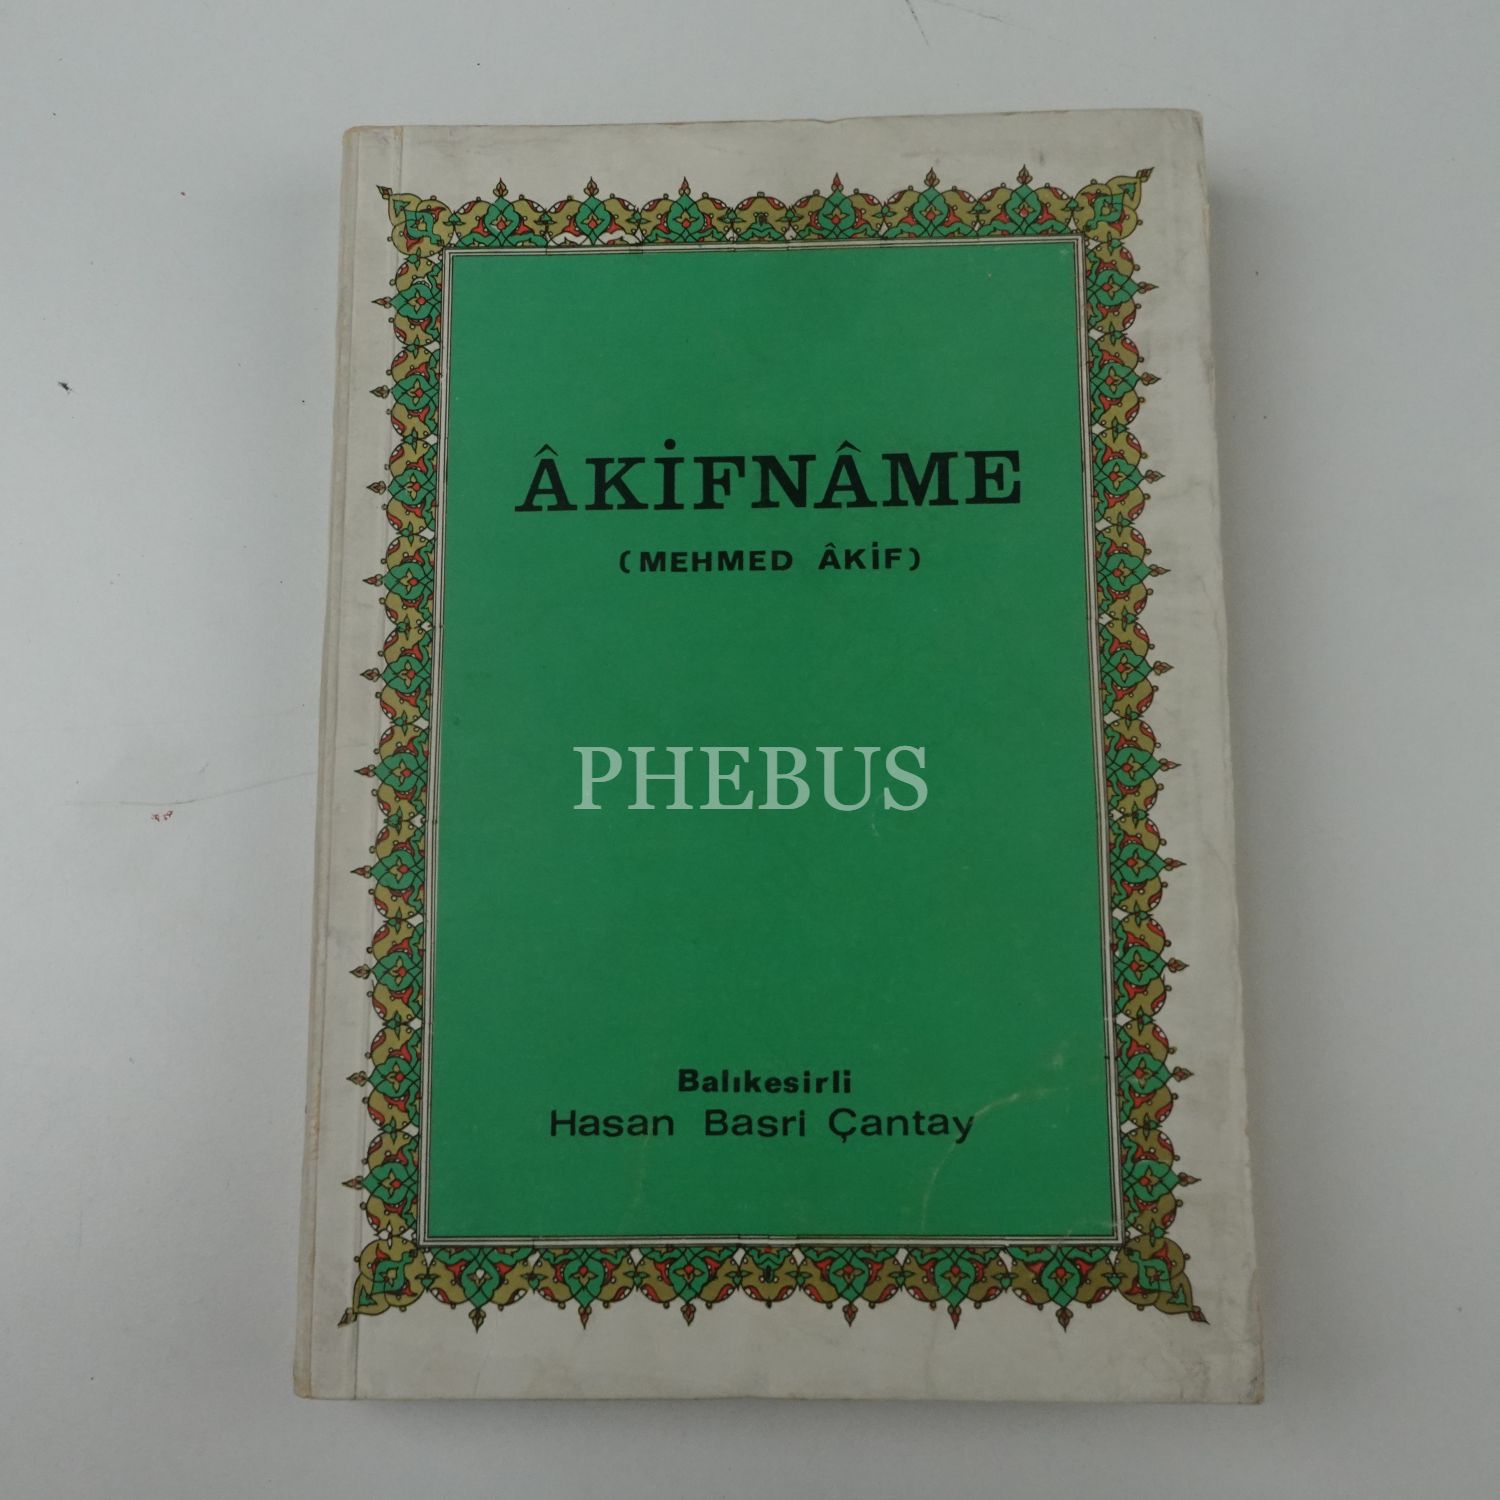 ÂKİFNÂME
(MEHMED ÂKİF)
PHEBUS
Balıkesirli
Hasan Basri Çantay